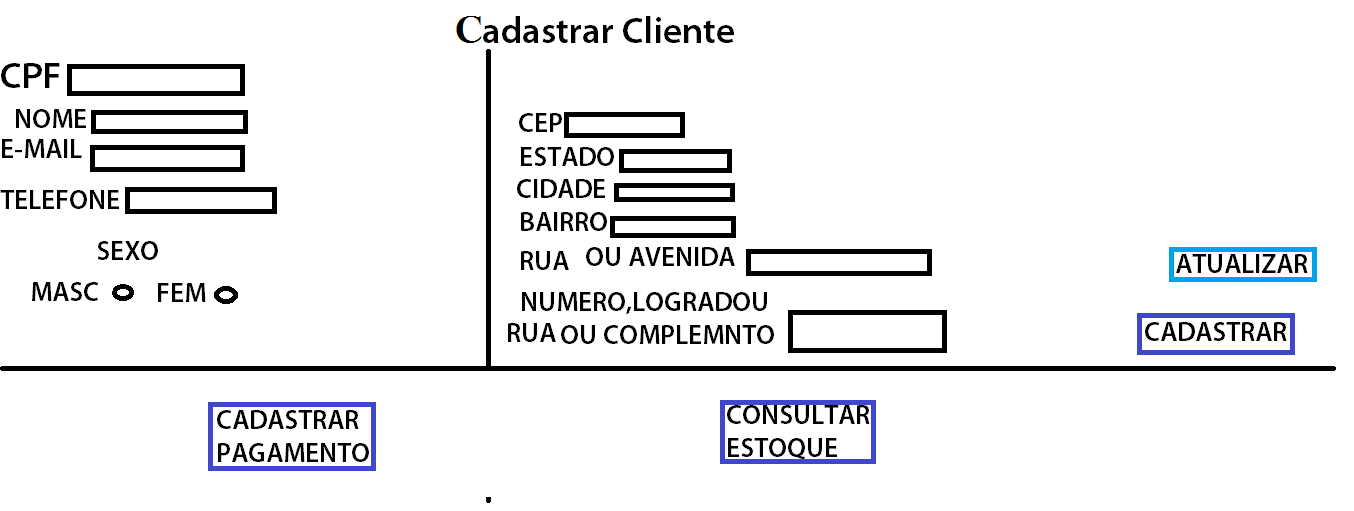 Cadastrar Cliente
CPF
NOME
E-MAIL
TELEFONE
SEXO
MASC FEM
CEP
ESTADO
CIDADE
BAIRRO
RUA OU AVENIDA
NUMERO,LOGRADOU
RUA OU COMPLEMNTO
ATUALIZAR
CADASTRAR
CADASTRAR
PAGAMENTO
CONSULTAR
ESTOQUE